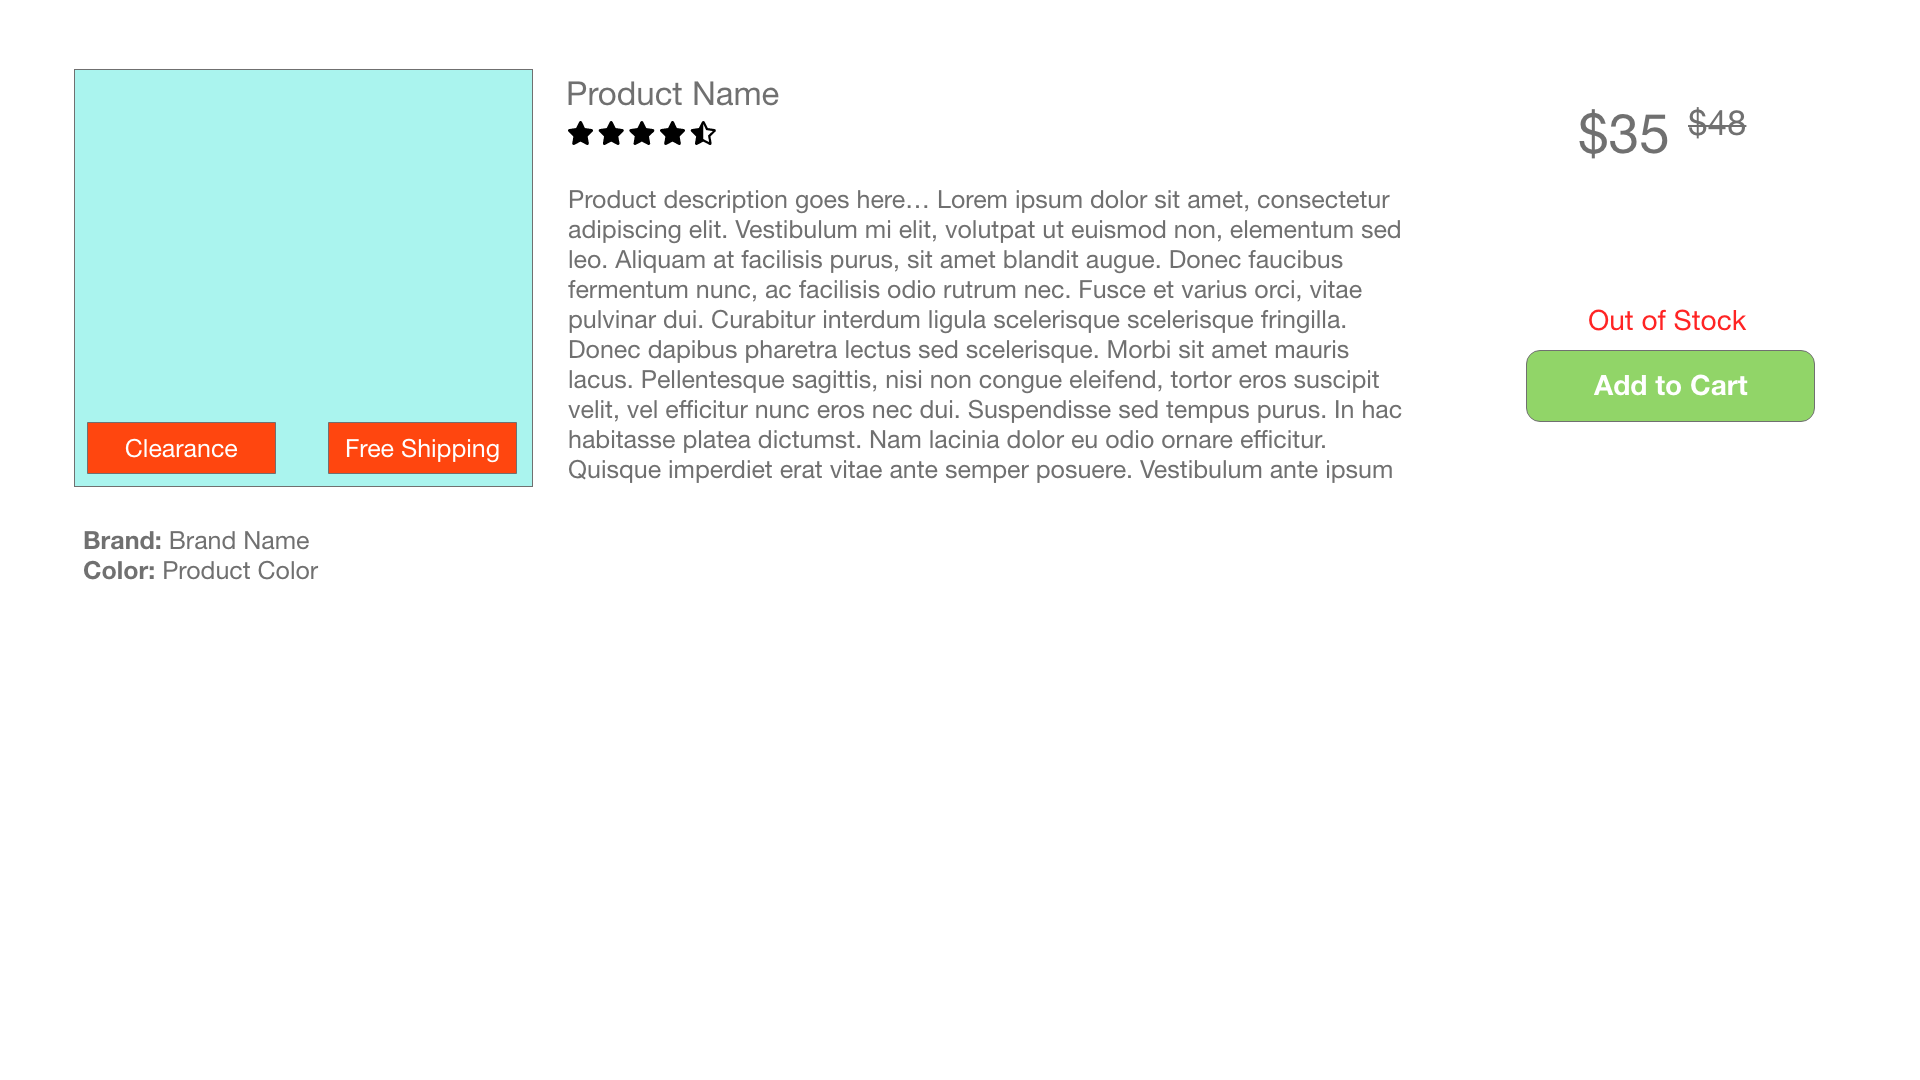 Product Name
$35 $48
Product description goes here… Lorem ipsum dolor sit amet, consectetur
adipiscing elit. Vestibulum mi elit, volutpat ut euismod non, elementum sed
leo. Aliquam at facilisis purus, sit amet blandit augue. Donec faucibus
fermentum nunc, ac facilisis odio rutrum nec. Fusce et varius orci, vitae
pulvinar dui. Curabitur interdum ligula scelerisque scelerisque fringilla.
Donec dapibus pharetra lectus sed scelerisque. Morbi sit amet mauris
lacus. Pellentesque sagittis, nisi non congue eleifend, tortor eros suscipit
velit, vel efficitur nunc eros nec dui. Suspendisse sed tempus purus. In hac
habitasse platea dictumst. Nam lacinia dolor eu odio ornare efficitur.
Quisque imperdiet erat vitae ante semper posuere. Vestibulum ante ipsum
Out of Stock
Add to Cart
Clearance
Free Shipping
Brand: Brand Name
Color: Product Color